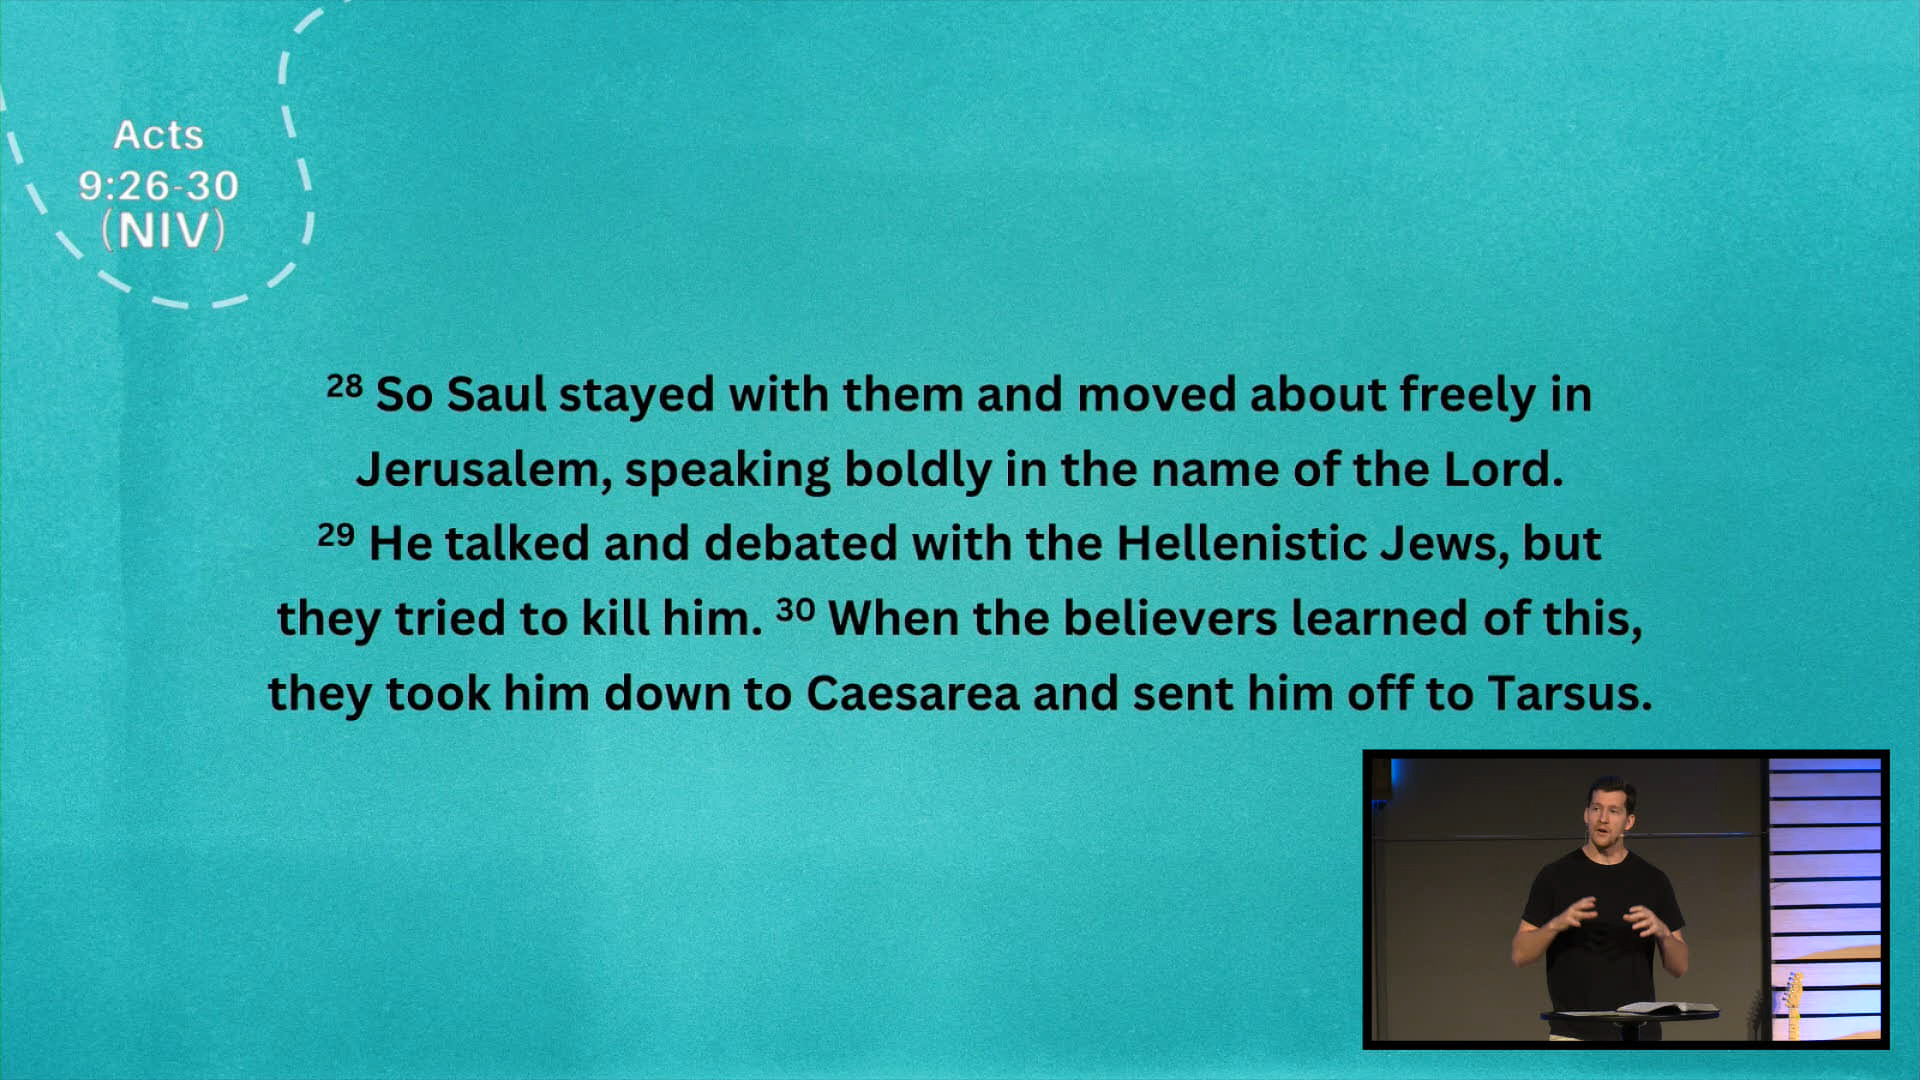 Acts
9:26-30
(NIV)
28 So Saul stayed with them and moved about freely in
Jerusalem, speaking boldly in the name of the Lord.
29 He talked and debated with the Hellenistic Jews, but
they tried to kill him. 30 When the believers learned of this,
they took him down to Caesarea and sent him off to Tarsus.